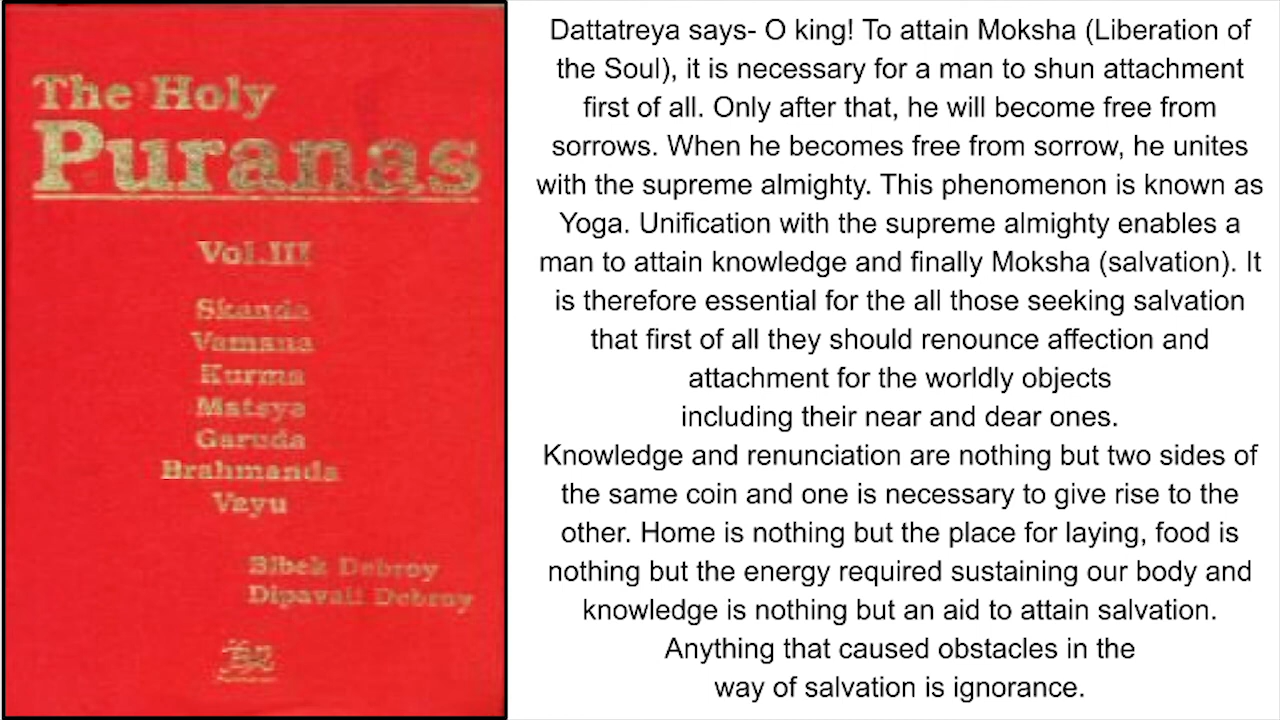 The Holy
Puranas
Vol.III
Skanda
Vamana
Kurma
Matsya
Garuda
Brahmanda
Vayu
Bibek Debroy
Dipavali Debroy
Dattatreya says- O king! To attain Moksha (Liberation of
the Soul), it is necessary for a man to shun attachment
first of all. Only after that, he will become free from
sorrows. When he becomes free from sorrow, he unites
with the supreme almighty. This phenomenon is known as
Yoga. Unification with the supreme almighty enables a
man to attain knowledge and finally Moksha (salvation). It
is therefore essential for the all those seeking salvation
that first of all they should renounce affection and
attachment for the worldly objects
including their near and dear ones.
Knowledge and renunciation are nothing but two sides of
the same coin and one is necessary to give rise to the
other. Home is nothing but the place for laying, food is
nothing but the energy required sustaining our body and
knowledge is nothing but an aid to attain salvation.
Anything that caused obstacles in the
way of salvation is ignorance.